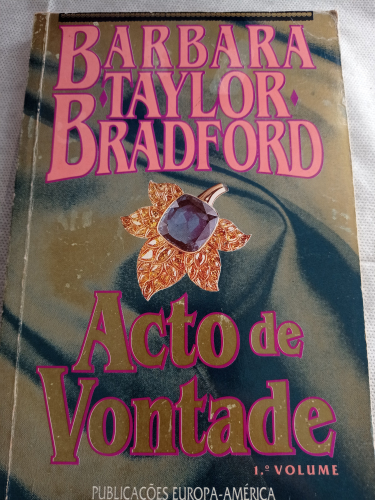 BARBARA
TAYLOR
BRADFORD
Acto de
Vontade
1.º VOLUME
PUBLICAÇÕES EUROPA-AMÉRICA